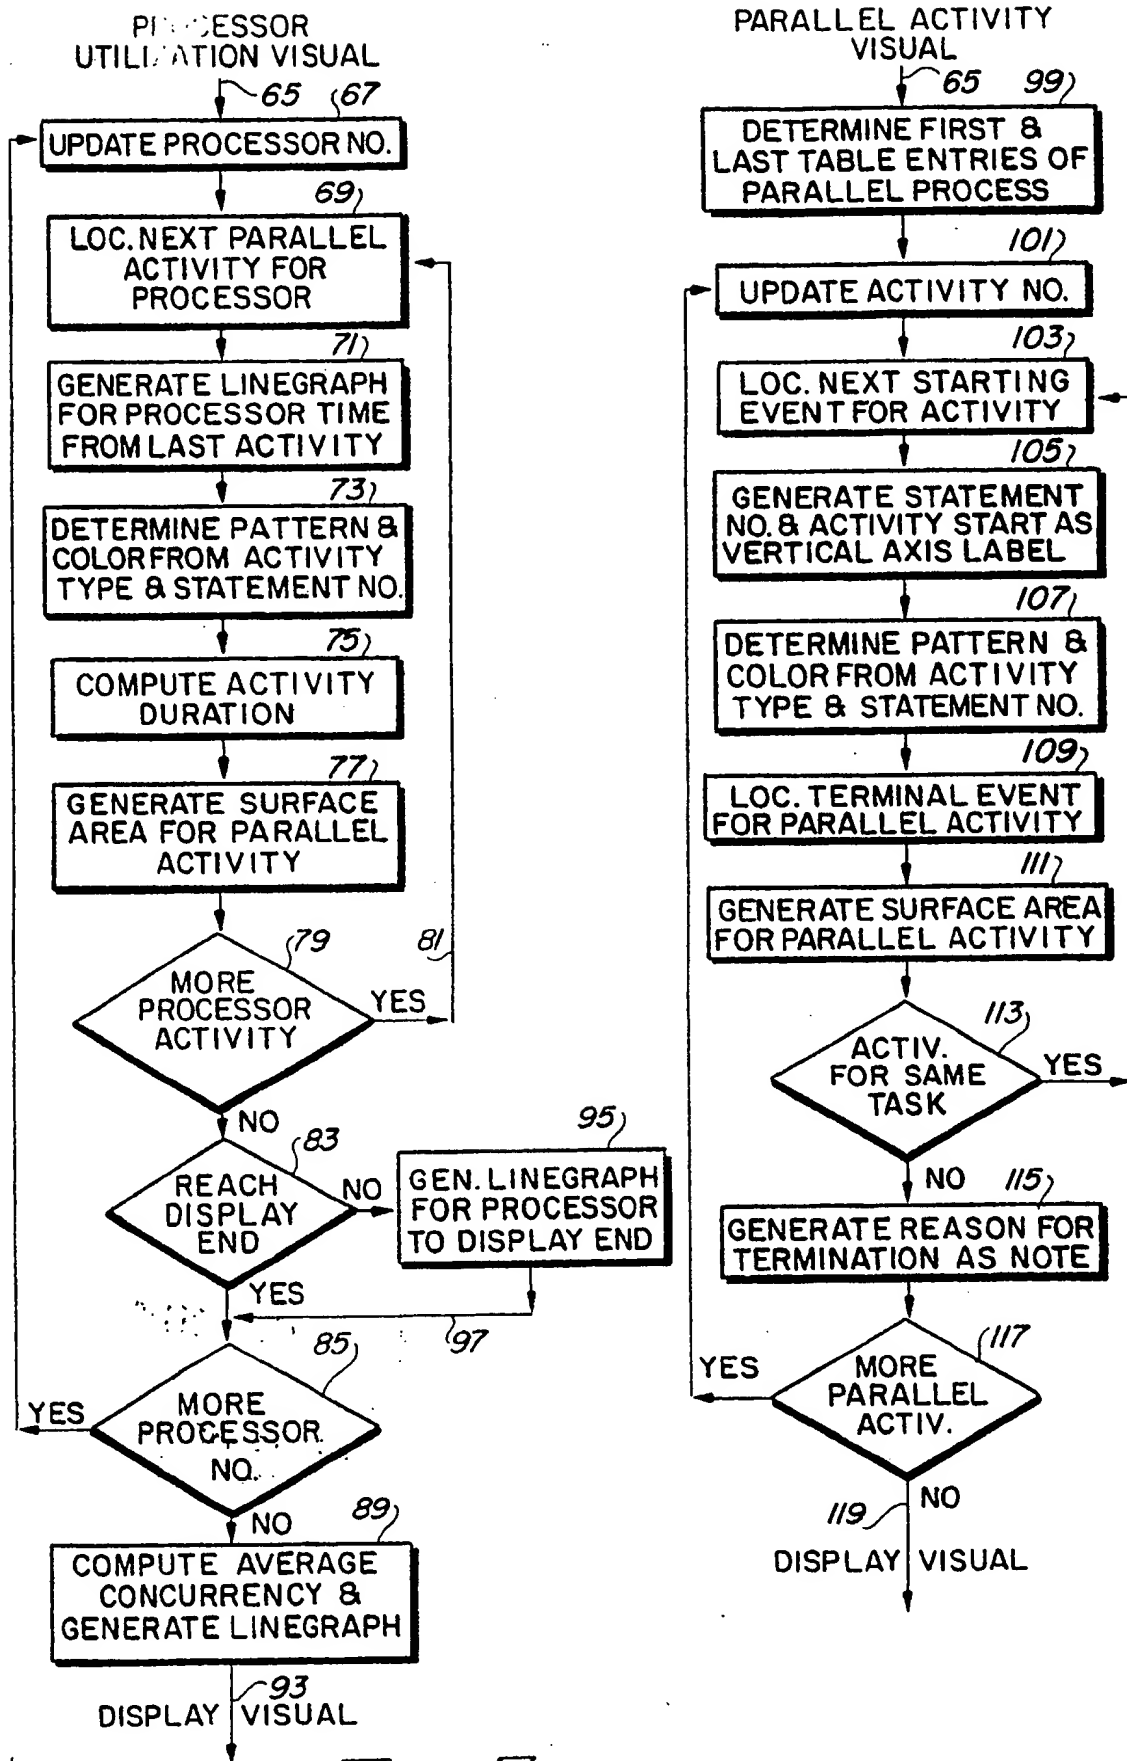 PROCESSOR
UTILIZATION VISUAL
65
67
UPDATE PROCESSOR NO.
69
LOC. NEXT PARALLEL
ACTIVITY FOR
PROCESSOR
71
GENERATE LINEGRAPH
FOR PROCESSOR TIME
FROM LAST ACTIVITY
73
DETERMINE PATTERN &
COLOR FROM ACTIVITY
TYPE & STATEMENT NO.
75
COMPUTE ACTIVITY
DURATION
77
GENERATE SURFACE
AREA FOR PARALLEL
ACTIVITY
79
81
MORE
PROCESSOR
ACTIVITY
YES
NO
83
REACH
DISPLAY
END
NO
95
GEN. LINEGRAPH
FOR PROCESSOR
TO DISPLAY END
YES
97
85
MORE
PROCESSOR
NO.
YES
NO
89
COMPUTE AVERAGE
CONCURRENCY &
GENERATE LINEGRAPH
93
DISPLAY VISUAL
PARALLEL ACTIVITY
VISUAL
65
99
DETERMINE FIRST &
LAST TABLE ENTRIES OF
PARALLEL PROCESS
101
UPDATE ACTIVITY NO.
103
LOC. NEXT STARTING
EVENT FOR ACTIVITY
105
GENERATE STATEMENT
NO. & ACTIVITY START AS
VERTICAL AXIS LABEL
107
DETERMINE PATTERN &
COLOR FROM ACTIVITY
TYPE & STATEMENT NO.
109
LOC. TERMINAL EVENT
FOR PARALLEL ACTIVITY
111
GENERATE SURFACE AREA
FOR PARALLEL ACTIVITY
113
ACTIV.
FOR SAME
TASK
YES
NO
115
GENERATE REASON FOR
TERMINATION AS NOTE
117
MORE
PARALLEL
ACTIV.
YES
NO
119
DISPLAY VISUAL